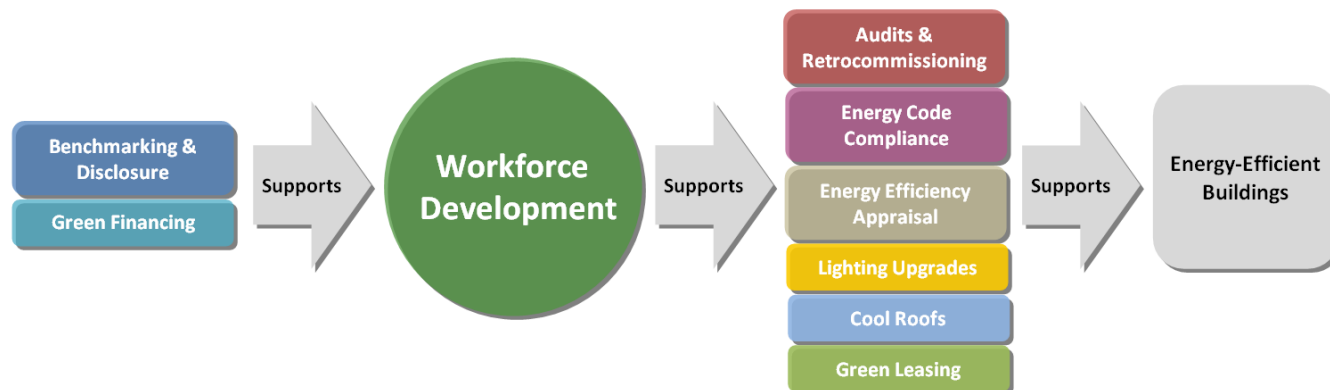 Benchmarking &
Disclosure
Green Financing
Supports
Workforce
Development
Supports
Audits &
Retrocommissioning
Energy Code
Compliance
Energy Efficiency
Appraisal
Lighting Upgrades
Cool Roofs
Green Leasing
Supports
Energy-Efficient
Buildings